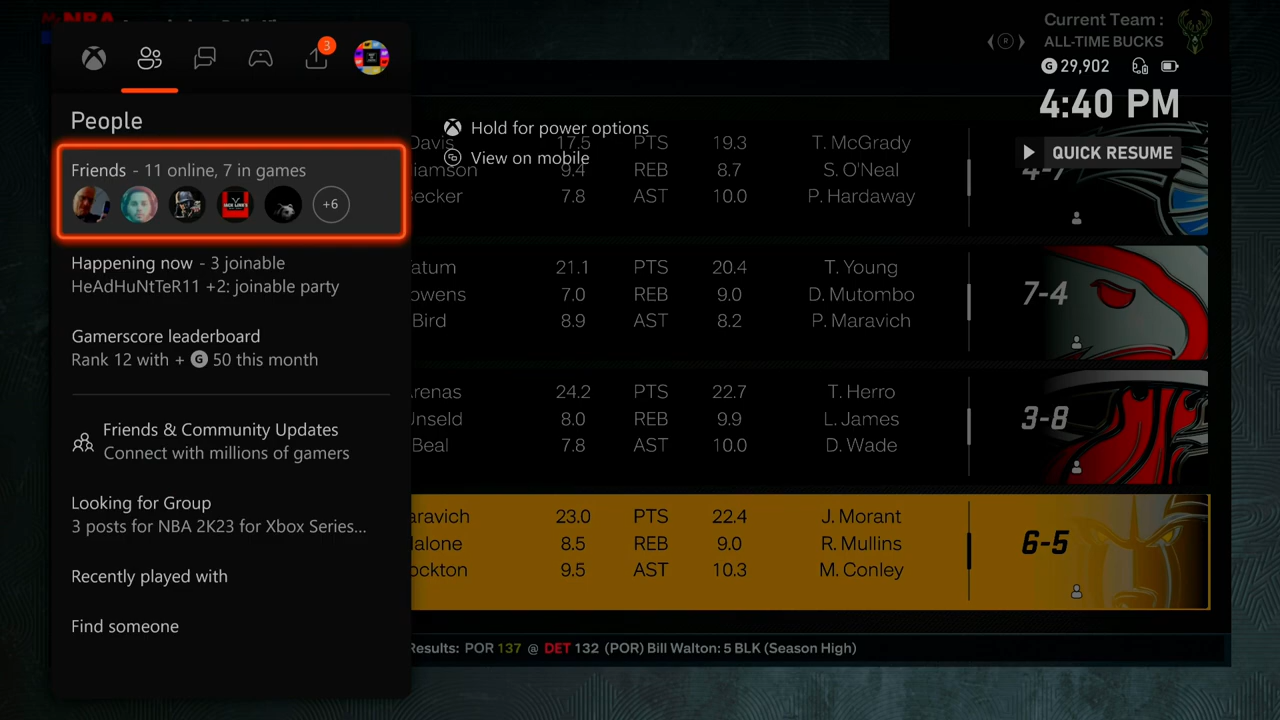 3
Current Team :
ALL-TIME BUCKS
R
G 29,902
4:40 PM
QUICK RESUME
People
Friends - 11 online, 7 in games
+6
Happening now - 3 joinable
HeAdHuNtTeR11 +2: joinable party
Gamerscore leaderboard
Rank 12 with + G 50 this month
Friends & Community Updates
Connect with millions of gamers
Looking for Group
3 posts for NBA 2K23 for Xbox Series...
Recently played with
Find someone
Hold for power options
View on mobile
Davis 17.5 PTS 19.3 T. McGrady
9.4 REB 8.7 S. O'Neal
7.8 AST 10.0 P. Hardaway
4-7
21.1 PTS 20.4 T. Young
7.0 REB 9.0 D. Mutombo
Bird 8.9 AST 8.2 P. Maravich
7-4
24.2 PTS 22.7 T. Herro
8.0 REB 9.9 L. James
Beal 7.8 AST 10.0 D. Wade
3-8
23.0 PTS 22.4 J. Morant
8.5 REB 9.0 R. Mullins
9.5 AST 10.3 M. Conley
6-5
Results: POR 137 @ DET 132 (POR) Bill Walton: 5 BLK (Season High)